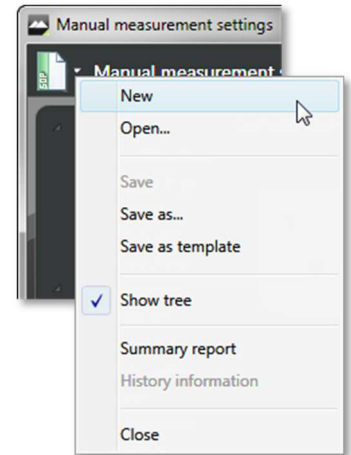 Manual measurement settings
SOP
Manual measurement s
New
Open...
Save
Save as...
Save as template
Show tree
Summary report
History information
Close